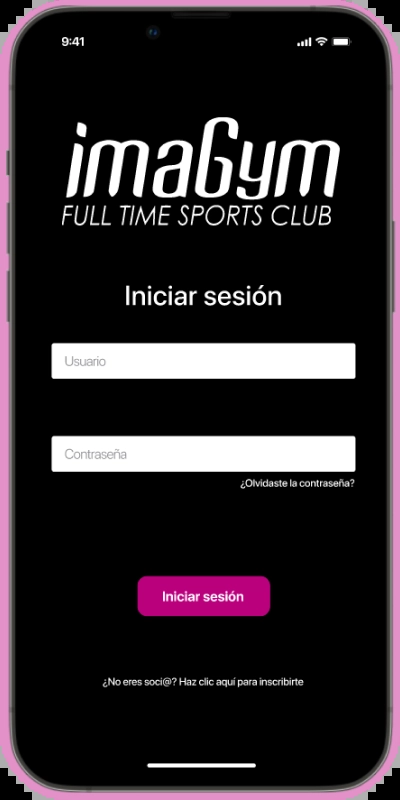 9:41
imaGym
FULL TIME SPORTS CLUB
Iniciar sesión
Usuario
Contraseña
¿Olvidaste la contraseña?
Iniciar sesión
¿No eres soci@? Haz clic aquí para inscribirte